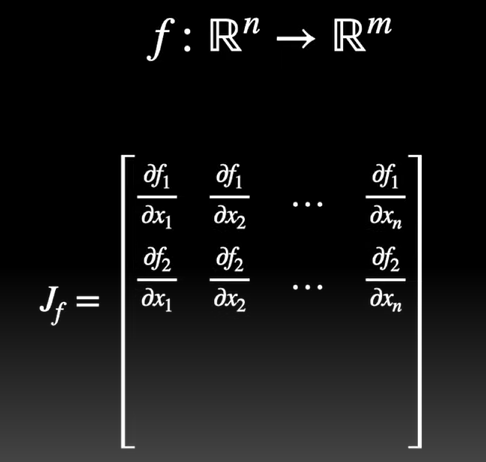 f : ℝⁿ → ℝᵐ
∂f₁/∂x₁ ∂f₁/∂x₂ ⋯ ∂f₁/∂xₙ
∂f₂/∂x₁ ∂f₂/∂x₂ ⋯ ∂f₂/∂xₙ
J_f =